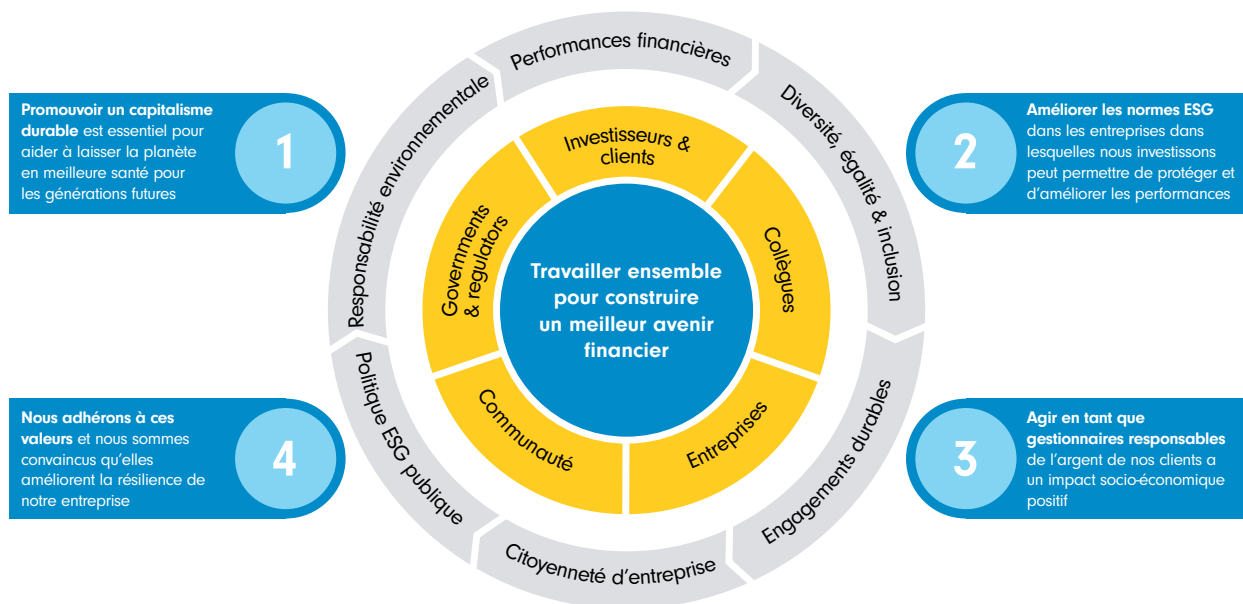 Performances financières
Diversité, égalité & inclusion
Engagements durables
Citoyenneté d'entreprise
Politique ESG publique
Responsabilité environnementale
Investisseurs &
clients
Collègues
Entreprises
Communauté
Governments
& regulators
Travailler ensemble
pour construire
un meilleur avenir
financier
Promouvoir un capitalisme
durable est essentiel pour
aider à laisser la planète
en meilleure santé pour
les générations futures
1
2
Améliorer les normes ESG
dans les entreprises dans
lesquelles nous investissons
peut permettre de protéger et
d'améliorer les performances
3
Agir en tant que
gestionnaires responsables
de l'argent de nos clients a
un impact socio-économique
positif
Nous adhérons à ces
valeurs et nous sommes
convaincus qu'elles
améliorent la résilience de
notre entreprise
4